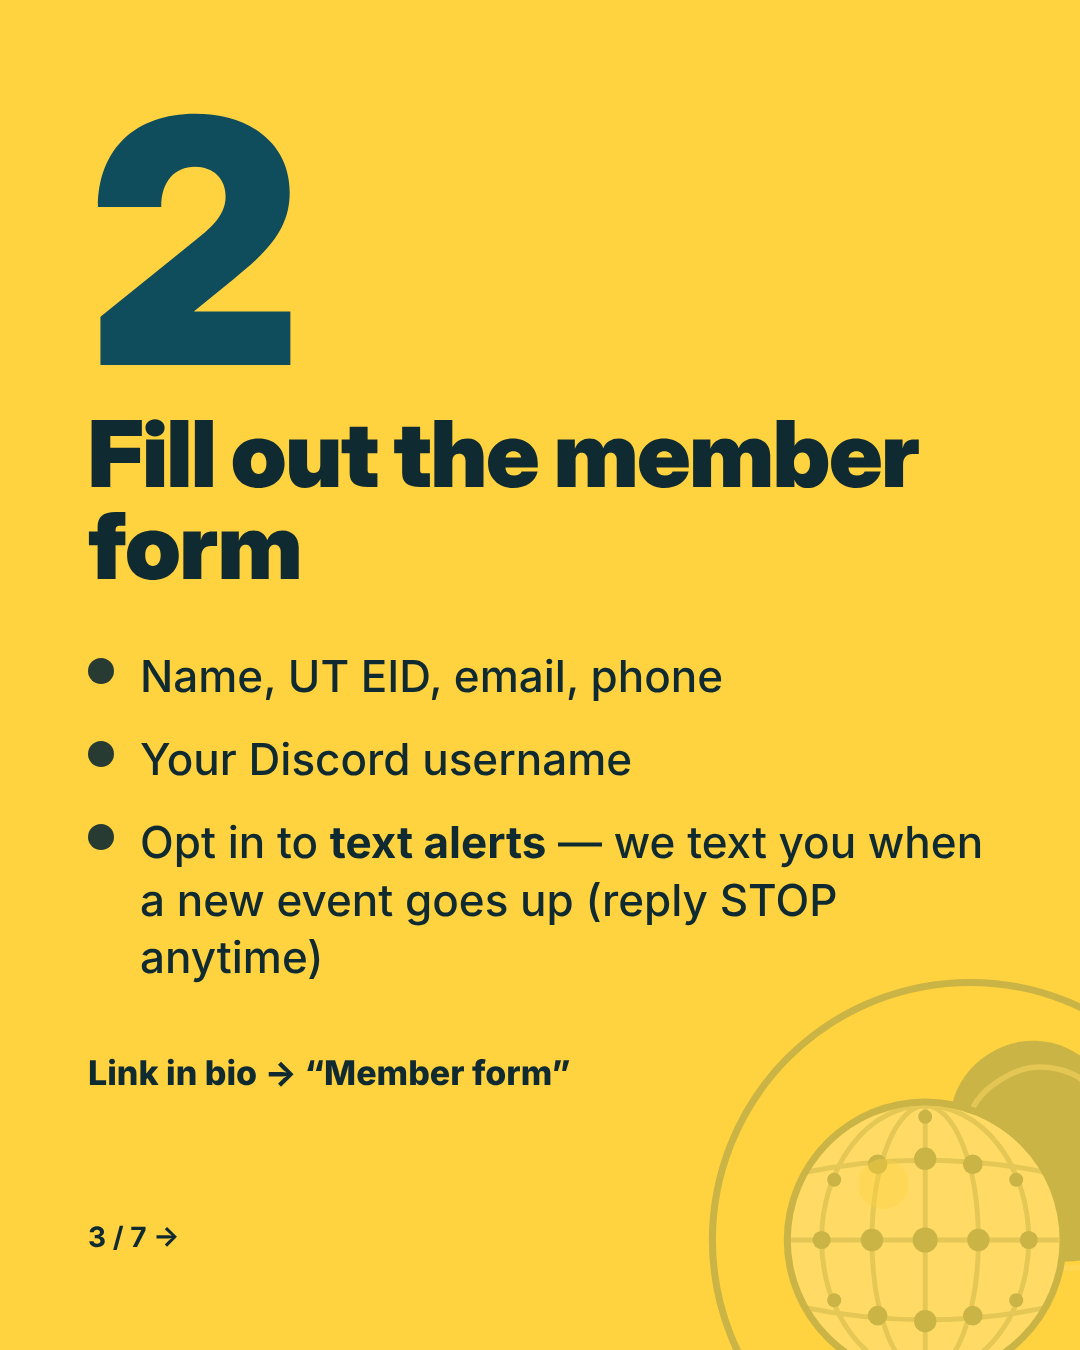 2
Fill out the member
form
Name, UT EID, email, phone
Your Discord username
Opt in to text alerts — we text you when
a new event goes up (reply STOP
anytime)
Link in bio → “Member form”
3 / 7 →